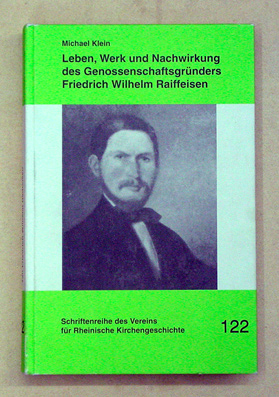 Michael Klein
Leben, Werk und Nachwirkung
des Genossenschaftsgründers
Friedrich Wilhelm Raiffeisen
Schriftenreihe des Vereins
für Rheinische Kirchengeschichte
122